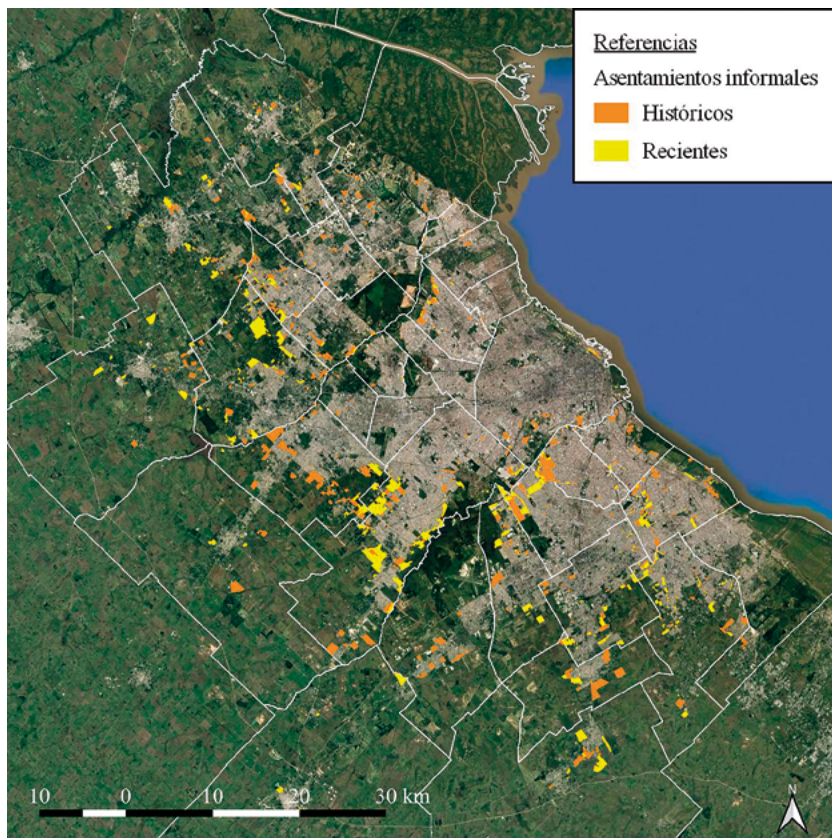 Referencias
Asentamientos informales
Históricos
Recientes
10 0 10 20 30 km
N